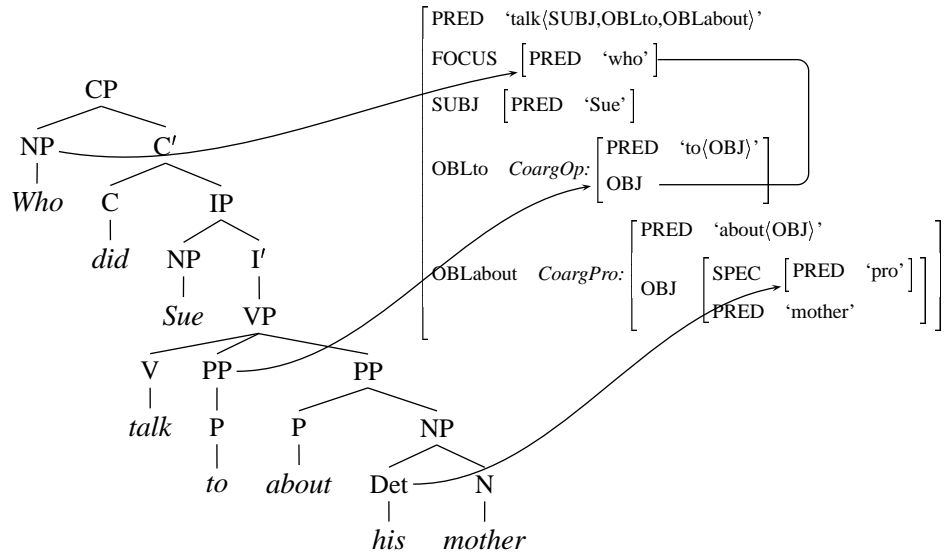 PRED ‘talk⟨SUBJ,OBLto,OBLabout⟩’
FOCUS [PRED ‘who’]
SUBJ [PRED ‘Sue’]
OBLto CoargOp: [PRED ‘to⟨OBJ⟩’
OBJ]
OBLabout CoargPro: [PRED ‘about⟨OBJ⟩’
OBJ [SPEC [PRED ‘pro’]
PRED ‘mother’]]
CP
NP C′
Who C IP
did NP I′
Sue VP
V PP PP
talk P P NP
to about Det N
his mother